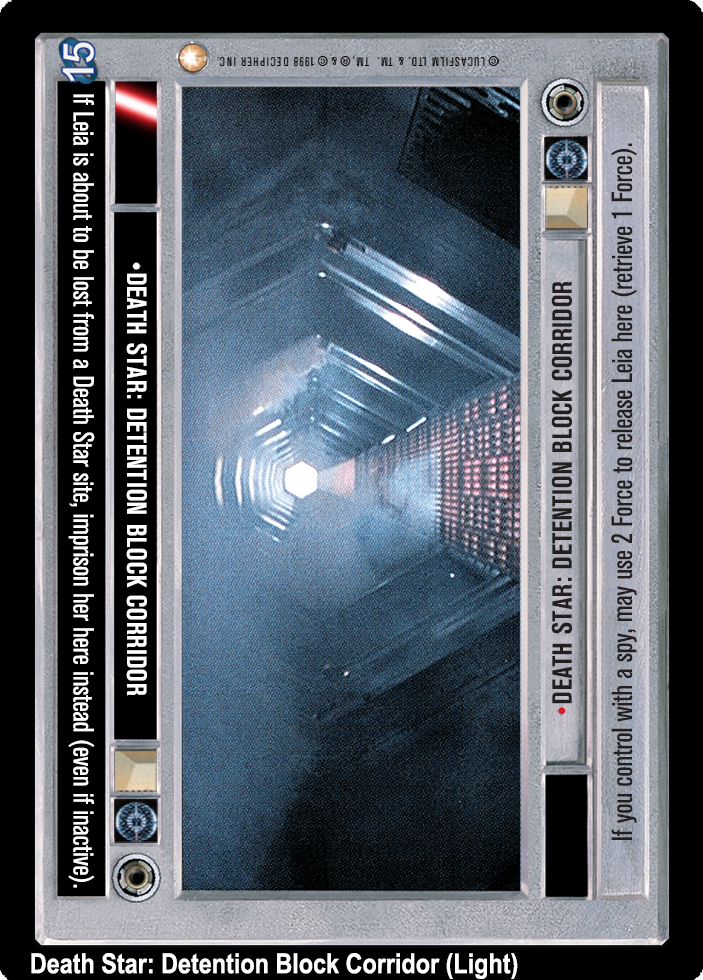 15
If Leia is about to be lost from a Death Star site, imprison her here instead (even if inactive).
•DEATH STAR: DETENTION BLOCK CORRIDOR
© LUCASFILM LTD. & TM. TM, ® & © 1998 DECIPHER INC.
•DEATH STAR: DETENTION BLOCK CORRIDOR
If you control with a spy, may use 2 Force to release Leia here (retrieve 1 Force).
Death Star: Detention Block Corridor (Light)